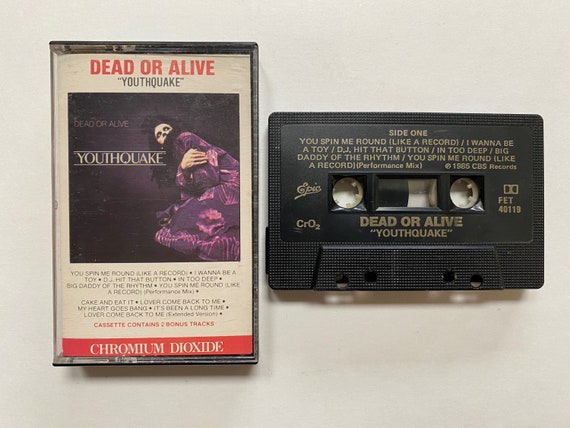 DEAD OR ALIVE
"YOUTHQUAKE"
DEAD OR ALIVE
YOUTHQUAKE
YOU SPIN ME ROUND (LIKE A RECORD) • I WANNA BE A
TOY • D.J. HIT THAT BUTTON • IN TOO DEEP •
BIG DADDY OF THE RHYTHM • YOU SPIN ME ROUND (LIKE
A RECORD) (Performance Mix) •
CAKE AND EAT IT • LOVER COME BACK TO ME •
MY HEART GOES BANG • IT'S BEEN A LONG TIME •
LOVER COME BACK TO ME (Extended Version) •
CASSETTE CONTAINS 2 BONUS TRACKS
CHROMIUM DIOXIDE
SIDE ONE
YOU SPIN ME ROUND (LIKE A RECORD) / I WANNA BE
A TOY / D.J. HIT THAT BUTTON / IN TOO DEEP / BIG
DADDY OF THE RHYTHM / YOU SPIN ME ROUND (LIKE
A RECORD)(Performance Mix) ℗ 1985 CBS Records
Epic
CrO₂
FET
40119
DEAD OR ALIVE
"YOUTHQUAKE"